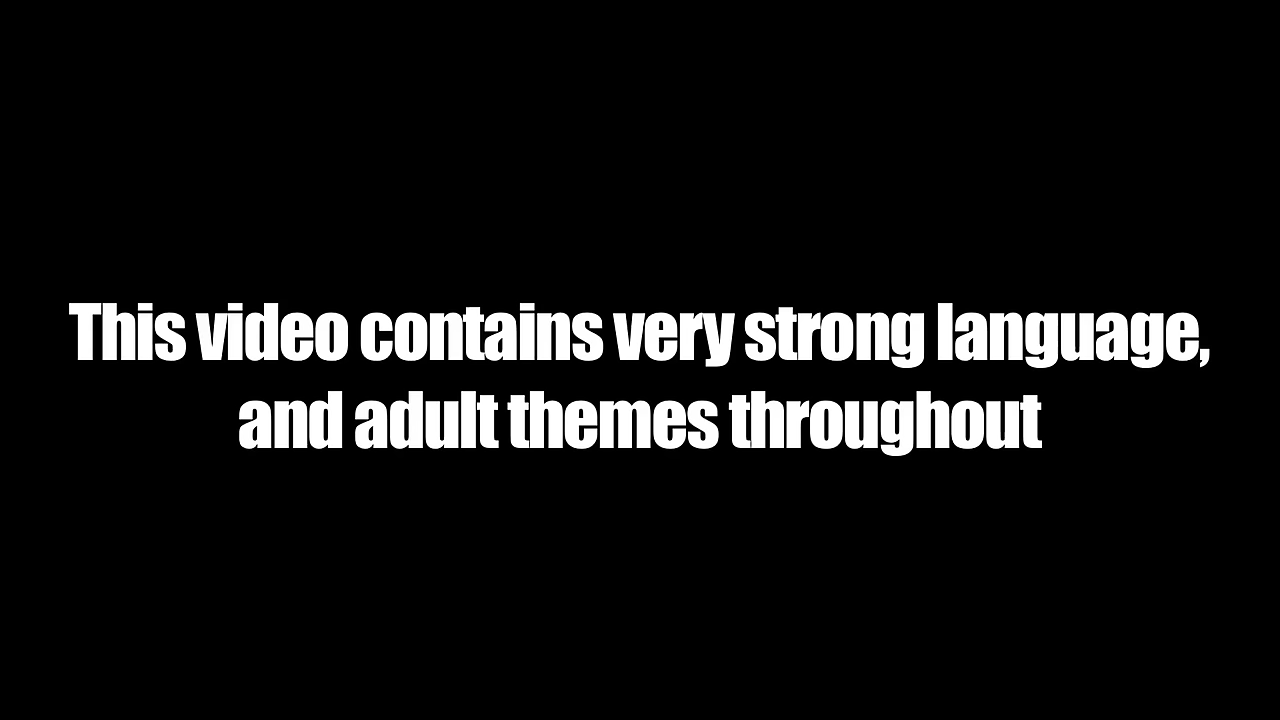 This video contains very strong language,
and adult themes throughout